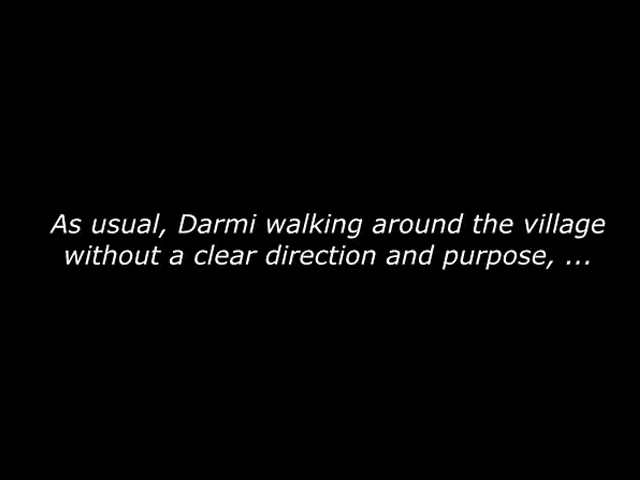 As usual, Darmi walking around the village
without a clear direction and purpose, ...